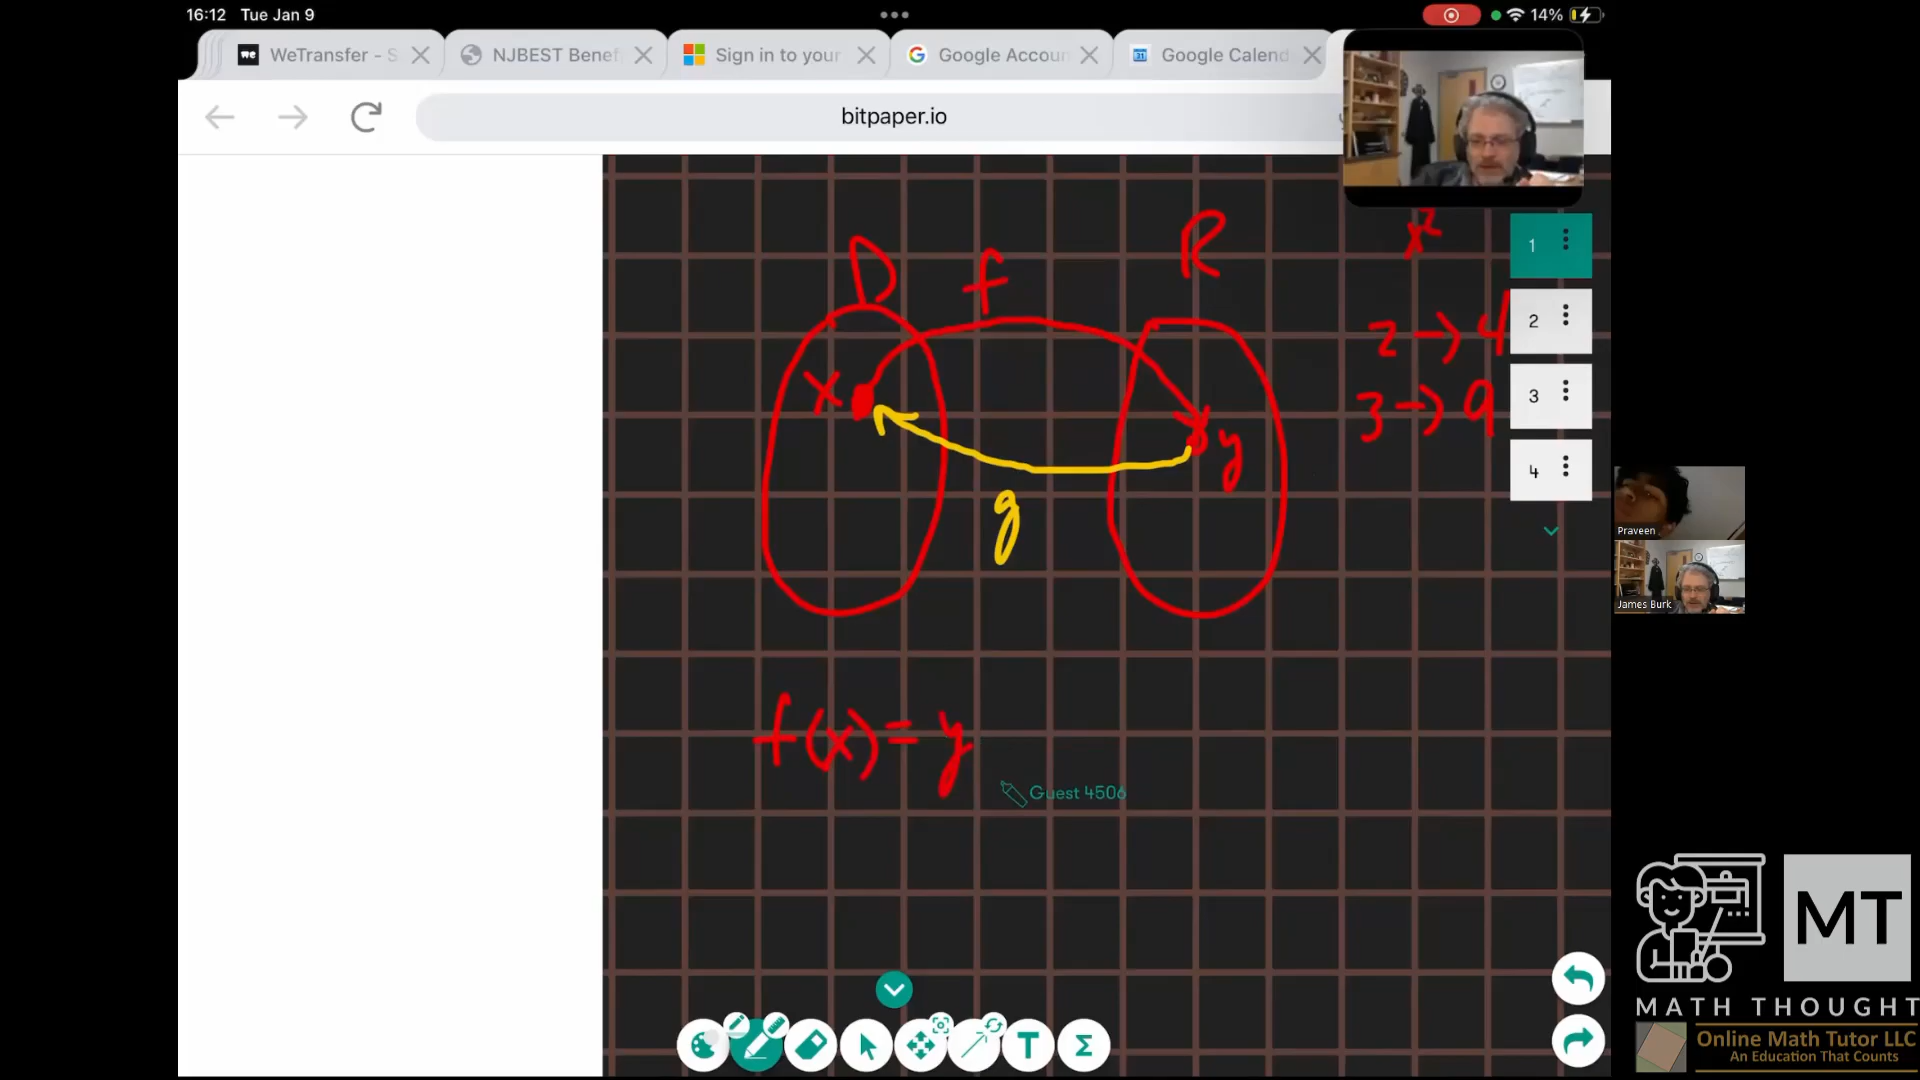 16:12 Tue Jan 9
14%
WeTransfer - S
NJBEST Benef
Sign in to your
Google Accoun
Google Calend
bitpaper.io
D
f
R
x²
2 → 4
3 → 9
x
y
g
f(x) = y
Guest 4506
1
2
3
4
Praveen
James Burk
T
Σ
MT
MATH THOUGHT
Online Math Tutor LLC
An Education That Counts